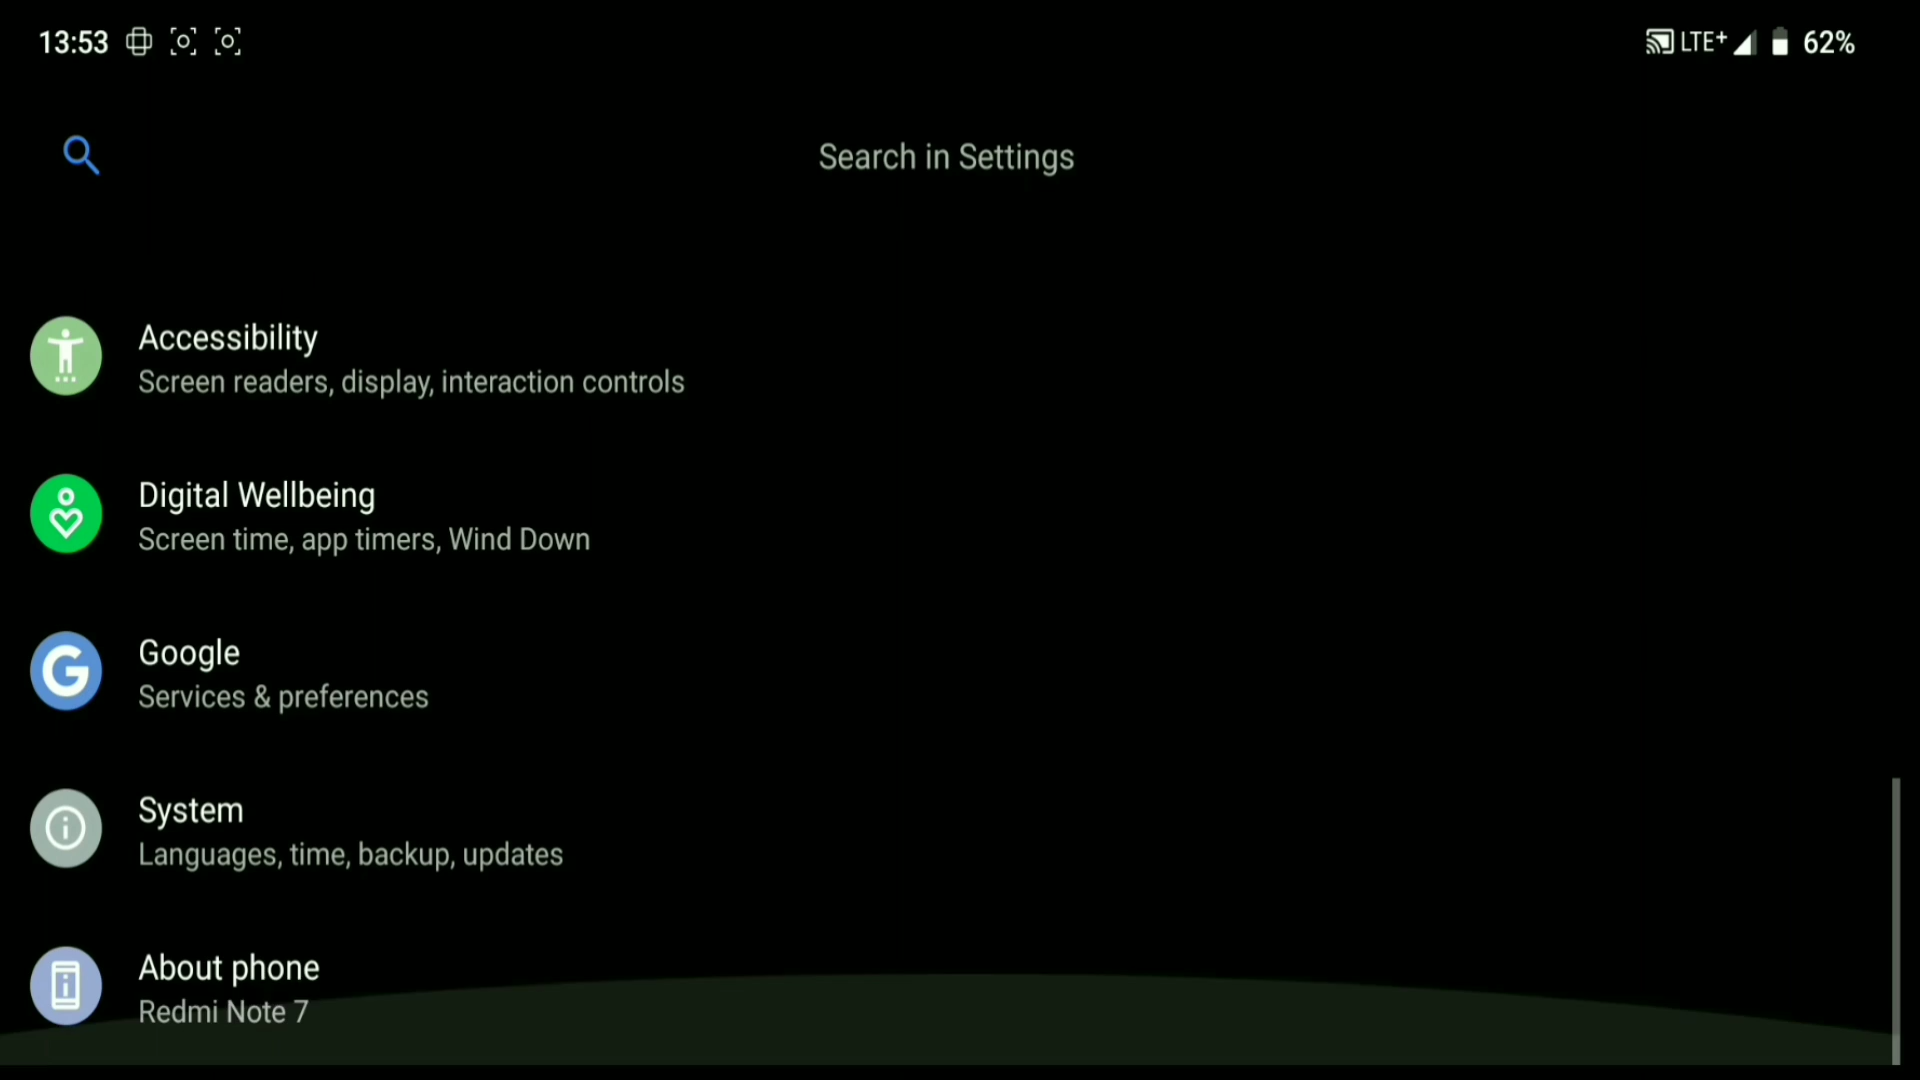 13:53 LTE+ 62%
Search in Settings
Accessibility
Screen readers, display, interaction controls
Digital Wellbeing
Screen time, app timers, Wind Down
Google
Services & preferences
System
Languages, time, backup, updates
About phone
Redmi Note 7